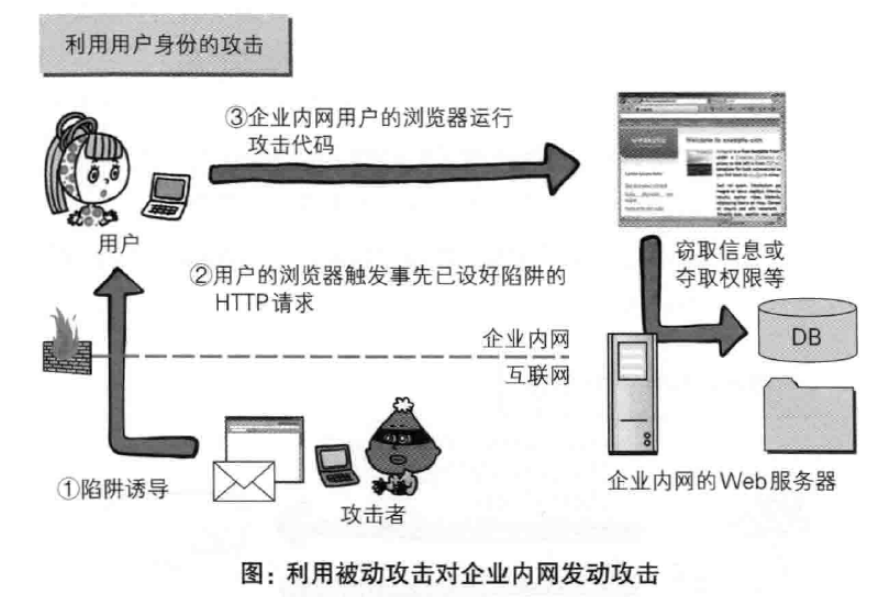 利用用户身份的攻击
③企业内网用户的浏览器运行
攻击代码
用户
②用户的浏览器触发事先已设好陷阱的
HTTP请求
窃取信息或
夺取权限等
DB
企业内网
互联网
①陷阱诱导
攻击者
企业内网的Web服务器
图：利用被动攻击对企业内网发动攻击